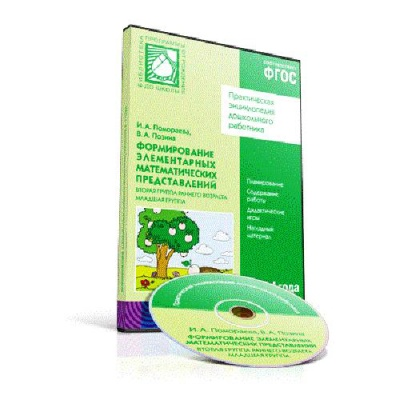 ФГОС
Практическая
энциклопедия
дошкольного
работника
И. А. Помораева,
В. А. Позина
ФОРМИРОВАНИЕ
ЭЛЕМЕНТАРНЫХ
МАТЕМАТИЧЕСКИХ
ПРЕДСТАВЛЕНИЙ
ВТОРАЯ ГРУППА РАННЕГО ВОЗРАСТА
МЛАДШАЯ ГРУППА
Планирование
Содержание
работы
Дидактические
игры
Наглядный
материал
года
И. А. Помораева, В. А. Позина
ФОРМИРОВАНИЕ ЭЛЕМЕНТАРНЫХ
МАТЕМАТИЧЕСКИХ ПРЕДСТАВЛЕНИЙ
ВТОРАЯ ГРУППА РАННЕГО ВОЗРАСТА
МЛАДШАЯ ГРУППА